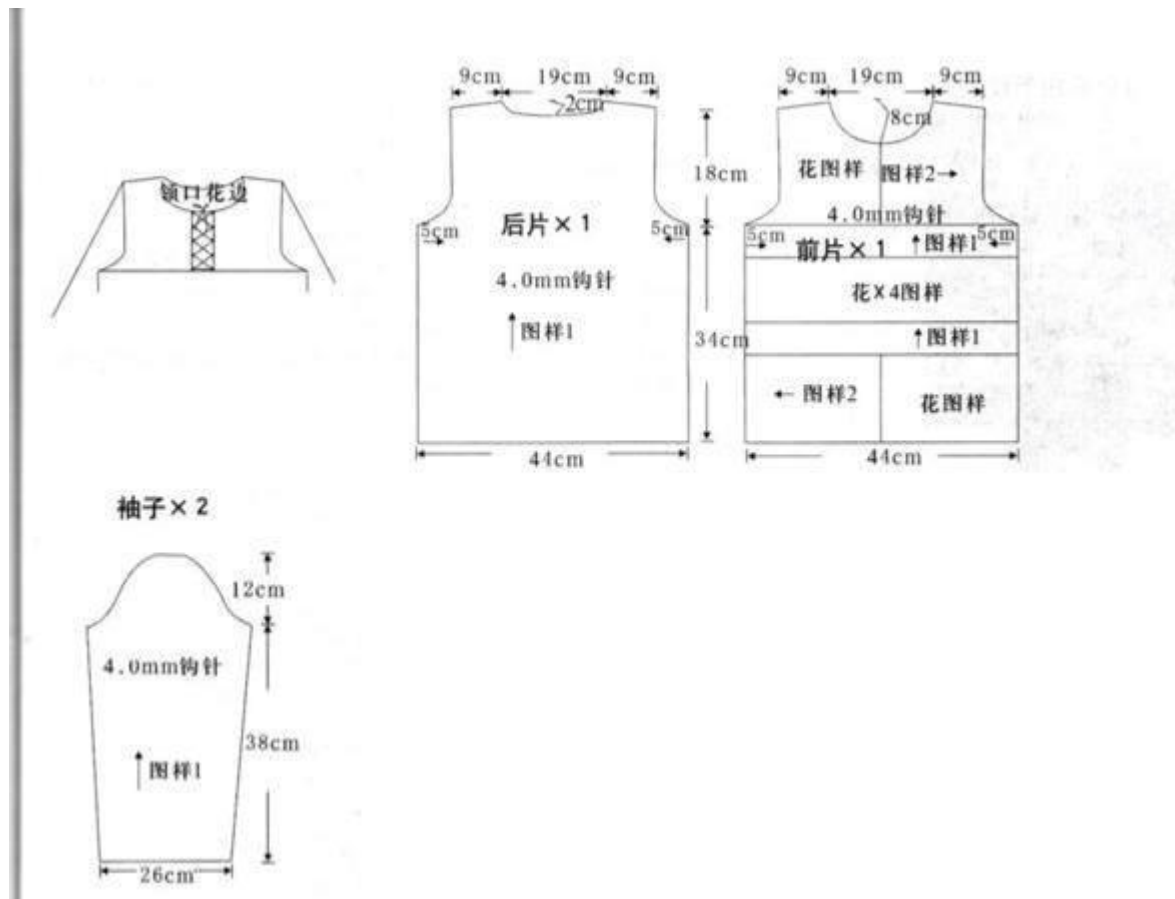 9cm 19cm 9cm
2cm
9cm 19cm 9cm
8cm
18cm
花图样 图样2→
4.0mm钩针
领口花边
5cm 后片×1 5cm
5cm 前片×1 ↑图样1 5cm
4.0mm钩针
花×4图样
↑图样1
34cm
↑图样1
←图样2 花图样
44cm
44cm
袖子×2
12cm
4.0mm钩针
38cm
↑图样1
26cm